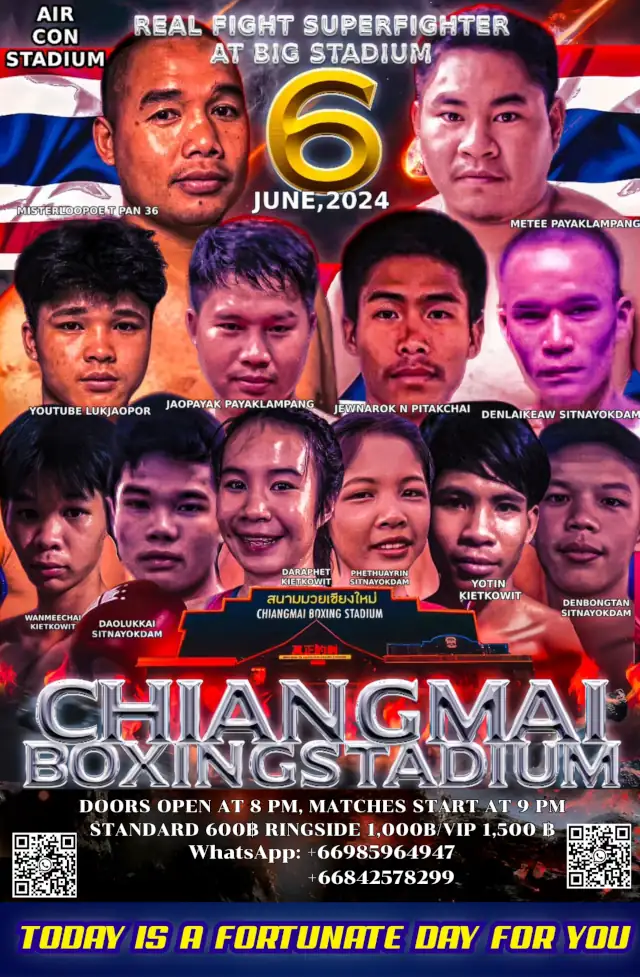 AIR
CON
STADIUM
REAL FIGHT SUPERFIGHTER
AT BIG STADIUM
6
JUNE,2024
MISTERLOOPOE T PAN 36
METEE PAYAKLAMPANG
YOUTUBE LUKJAOPOR
JAOPAYAK PAYAKLAMPANG
JEWNAROK N PITAKCHAI
DENLAIKEAW SITNAYOKDAM
WANMEECHAI
KIETKOWIT
DAOLUKKAI
SITNAYOKDAM
DARAPHET
KIETKOWIT
PHETHUAYRIN
SITNAYOKDAM
YOTIN
KIETKOWIT
DENBONGTAN
SITNAYOKDAM
สนามมวยเชียงใหม่
CHIANGMAI BOXING STADIUM
CHIANGMAI
BOXINGSTADIUM
DOORS OPEN AT 8 PM, MATCHES START AT 9 PM
STANDARD 600฿ RINGSIDE 1,000B/VIP 1,500 ฿
WhatsApp: +66985964947
+66842578299
TODAY IS A FORTUNATE DAY FOR YOU